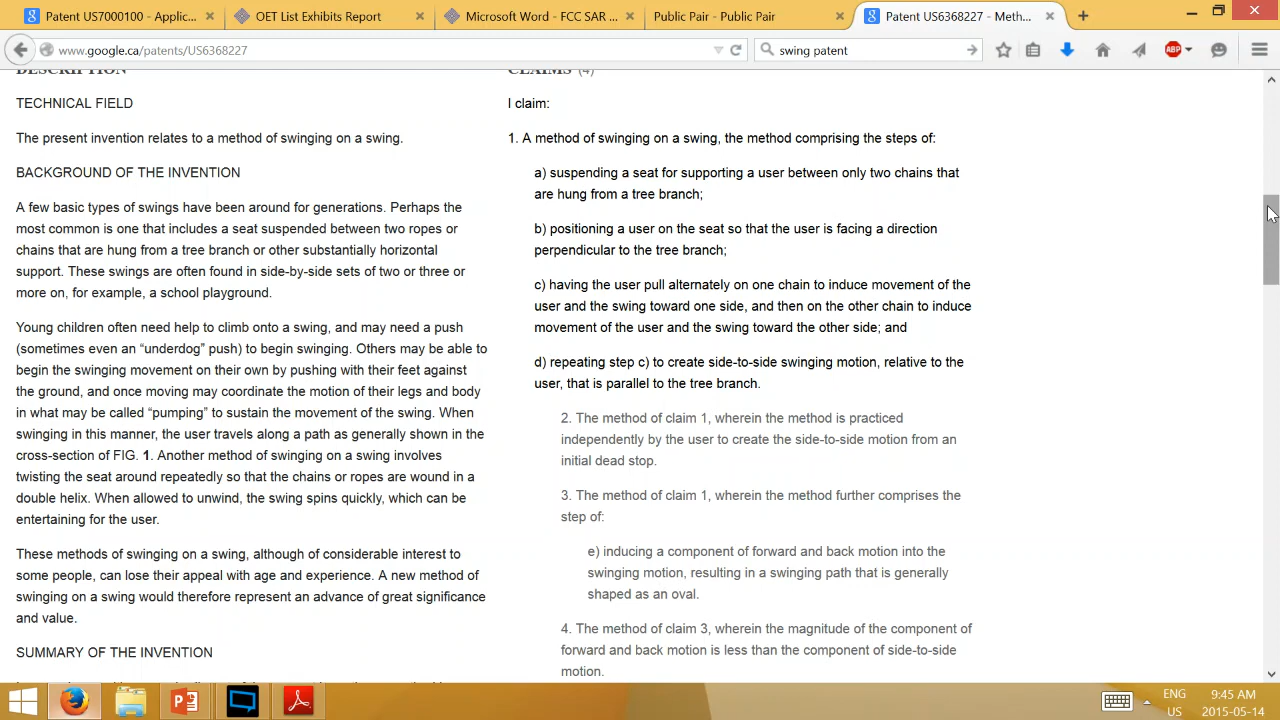 Patent US7000100 - Applic...
OET List Exhibits Report
Microsoft Word - FCC SAR ...
Public Pair - Public Pair
Patent US6368227 - Meth...
www.google.ca/patents/US6368227
swing patent
ABP
DESCRIPTION
TECHNICAL FIELD
The present invention relates to a method of swinging on a swing.
BACKGROUND OF THE INVENTION
A few basic types of swings have been around for generations. Perhaps the
most common is one that includes a seat suspended between two ropes or
chains that are hung from a tree branch or other substantially horizontal
support. These swings are often found in side-by-side sets of two or three or
more on, for example, a school playground.
Young children often need help to climb onto a swing, and may need a push
(sometimes even an “underdog” push) to begin swinging. Others may be able to
begin the swinging movement on their own by pushing with their feet against
the ground, and once moving may coordinate the motion of their legs and body
in what may be called “pumping” to sustain the movement of the swing. When
swinging in this manner, the user travels along a path as generally shown in the
cross-section of FIG. 1. Another method of swinging on a swing involves
twisting the seat around repeatedly so that the chains or ropes are wound in a
double helix. When allowed to unwind, the swing spins quickly, which can be
entertaining for the user.
These methods of swinging on a swing, although of considerable interest to
some people, can lose their appeal with age and experience. A new method of
swinging on a swing would therefore represent an advance of great significance
and value.
SUMMARY OF THE INVENTION
CLAIMS (4)
I claim:
1. A method of swinging on a swing, the method comprising the steps of:
a) suspending a seat for supporting a user between only two chains that
are hung from a tree branch;
b) positioning a user on the seat so that the user is facing a direction
perpendicular to the tree branch;
c) having the user pull alternately on one chain to induce movement of the
user and the swing toward one side, and then on the other chain to induce
movement of the user and the swing toward the other side; and
d) repeating step c) to create side-to-side swinging motion, relative to the
user, that is parallel to the tree branch.
2. The method of claim 1, wherein the method is practiced
independently by the user to create the side-to-side motion from an
initial dead stop.
3. The method of claim 1, wherein the method further comprises the
step of:
e) inducing a component of forward and back motion into the
swinging motion, resulting in a swinging path that is generally
shaped as an oval.
4. The method of claim 3, wherein the magnitude of the component of
forward and back motion is less than the component of side-to-side
motion.
ENG
US
9:45 AM
2015-05-14